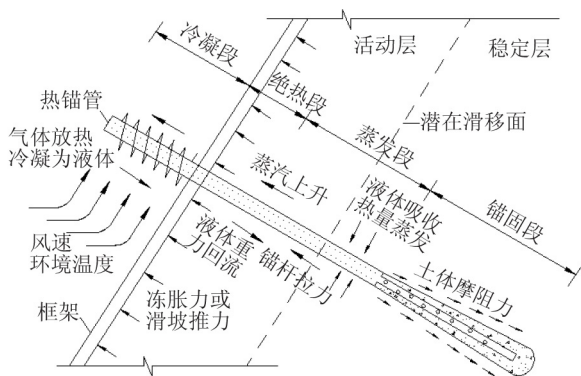 冷凝段
活动层
稳定层
绝热段
热锚管
潜在滑移面
气体放热
冷凝为液体
蒸发段
蒸汽上升
液体吸收
热量蒸发
锚固段
风速
环境温度
液体重
力回流
锚杆拉力
土体摩阻力
冻胀力或
滑坡推力
框架